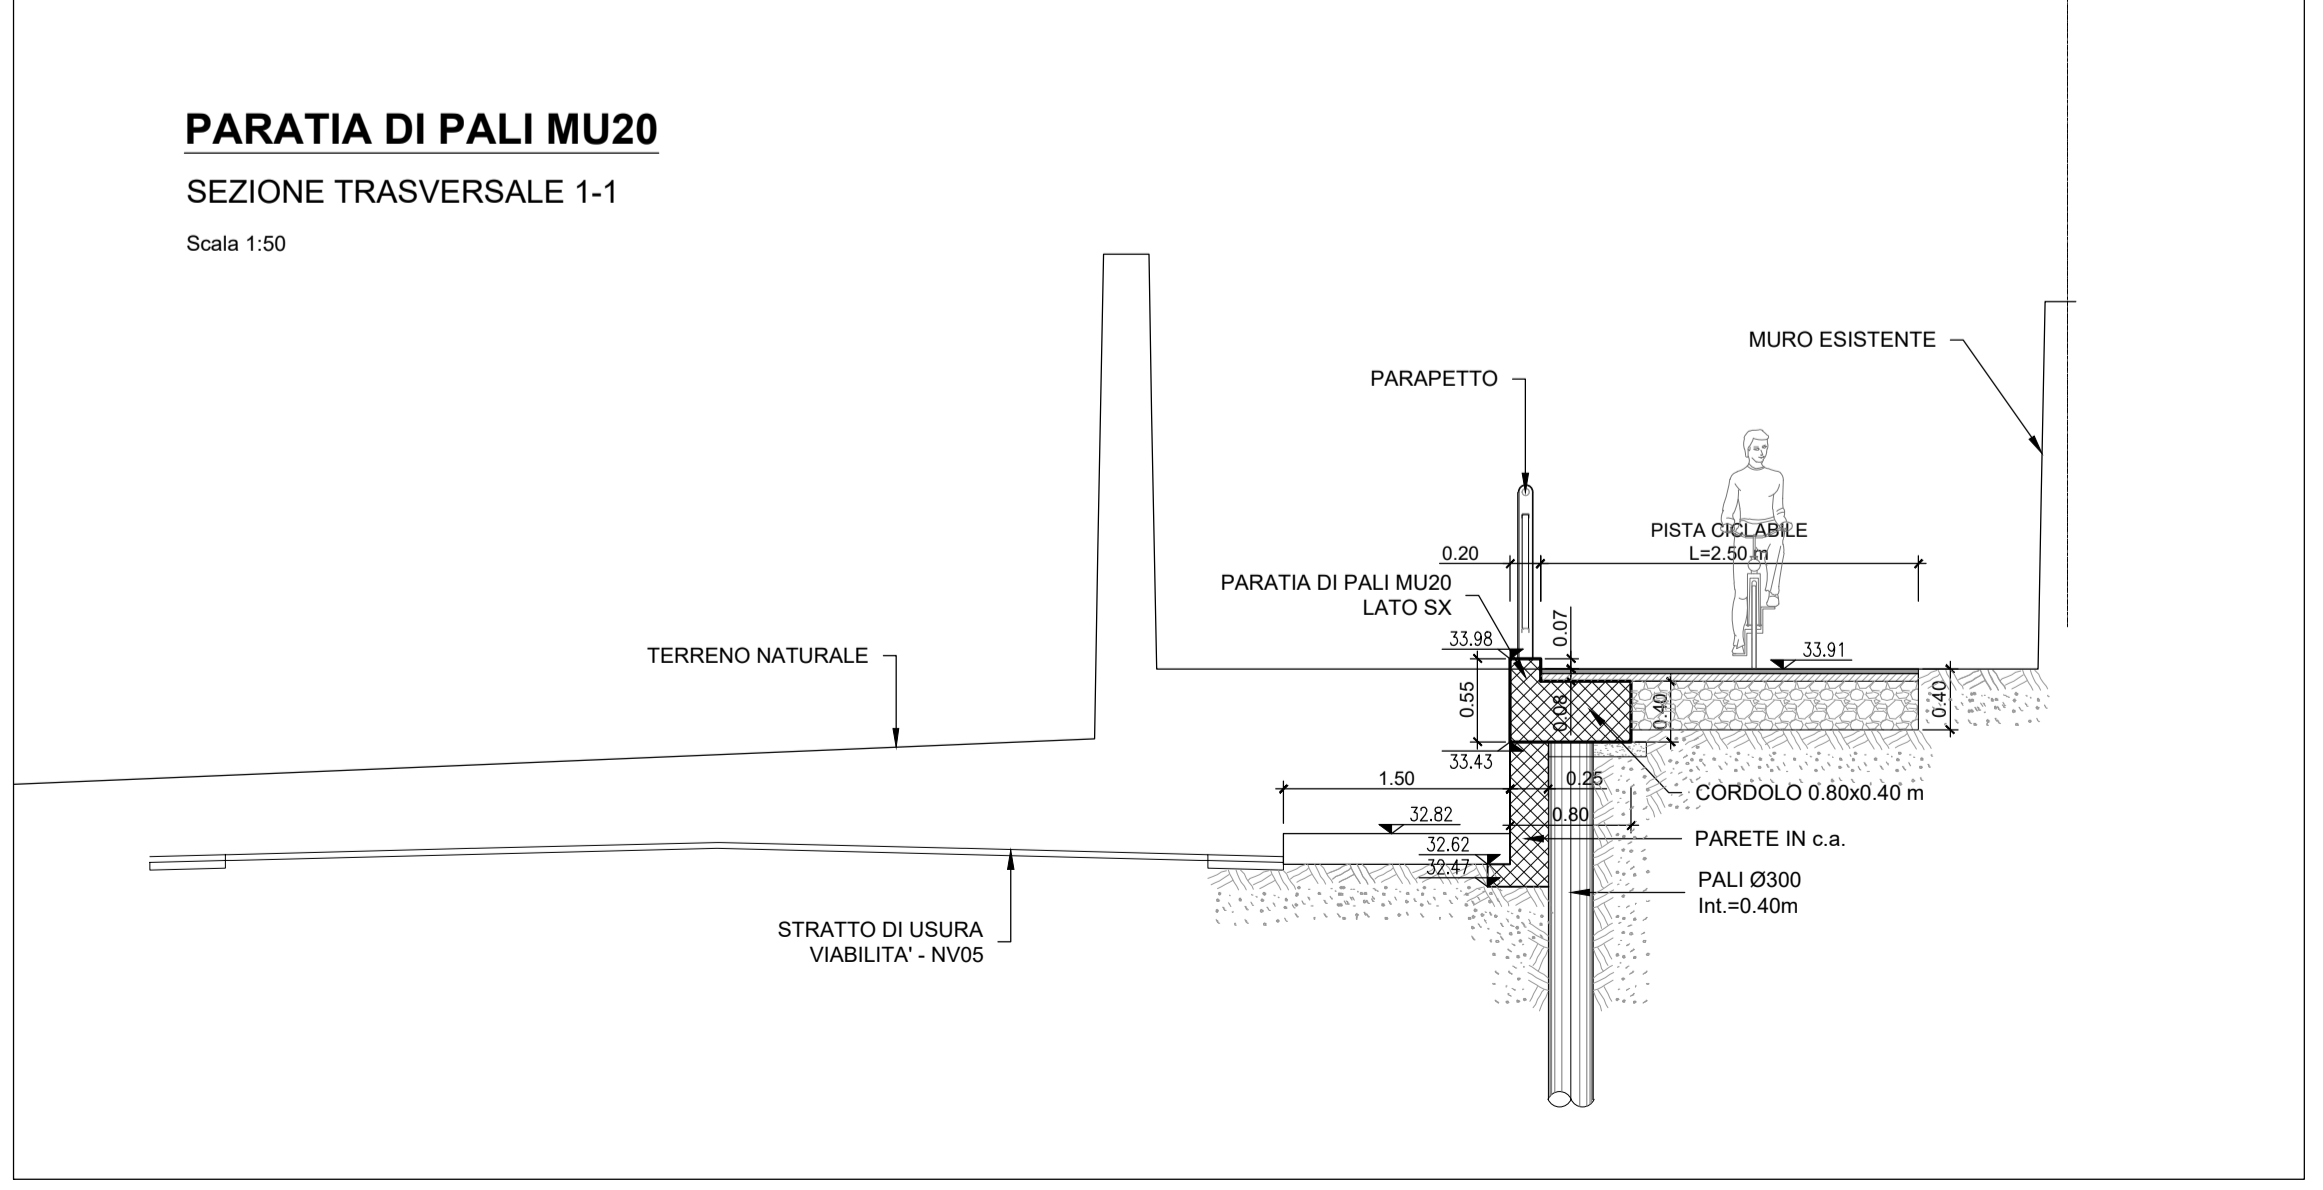 PARATIA DI PALI MU20
SEZIONE TRASVERSALE 1-1
Scala 1:50
MURO ESISTENTE
PARAPETTO
PISTA CICLABILE
L=2.50 m
0.20
PARATIA DI PALI MU20
LATO SX
0.07
33.98
33.91
TERRENO NATURALE
0.55
0.08
0.40
0.40
33.43
1.50
0.25
CORDOLO 0.80x0.40 m
32.82
0.80
PARETE IN c.a.
32.62
32.47
PALI Ø300
Int.=0.40m
STRATTO DI USURA
VIABILITA' - NV05